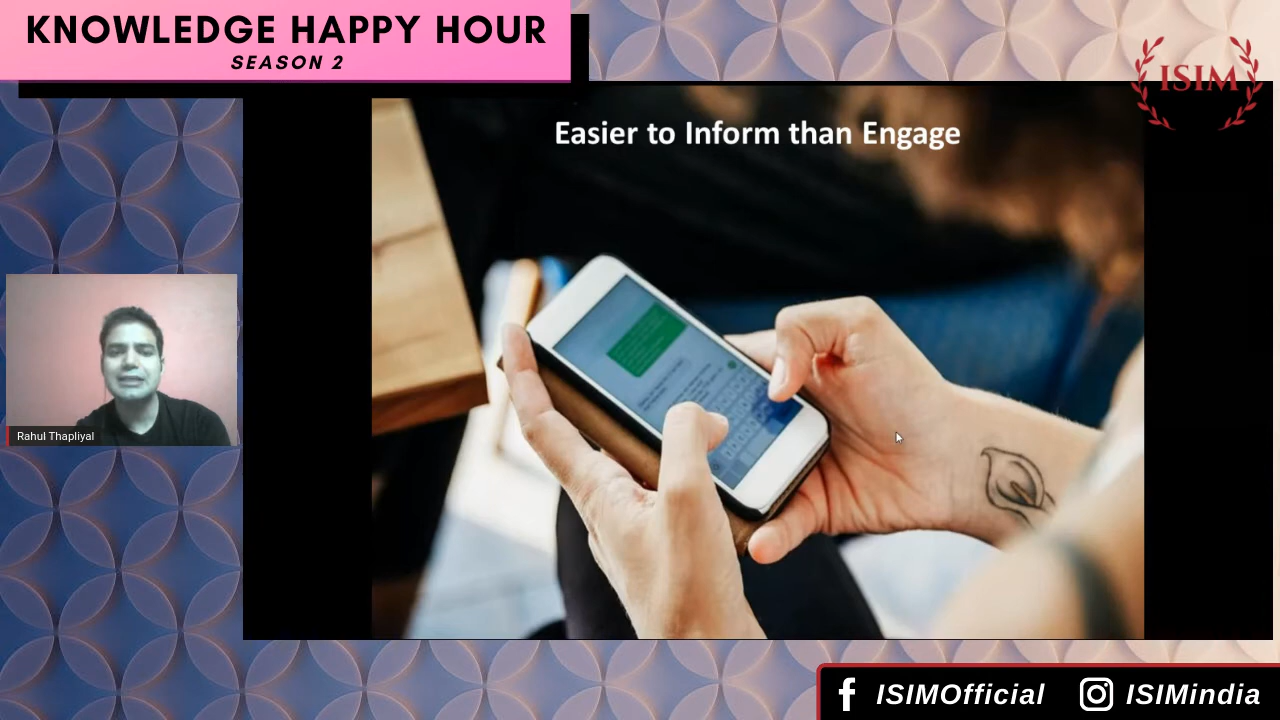 KNOWLEDGE HAPPY HOUR
SEASON 2
ISIM
Easier to Inform than Engage
Rahul Thapliyal
ISIMOfficial
ISIMindia